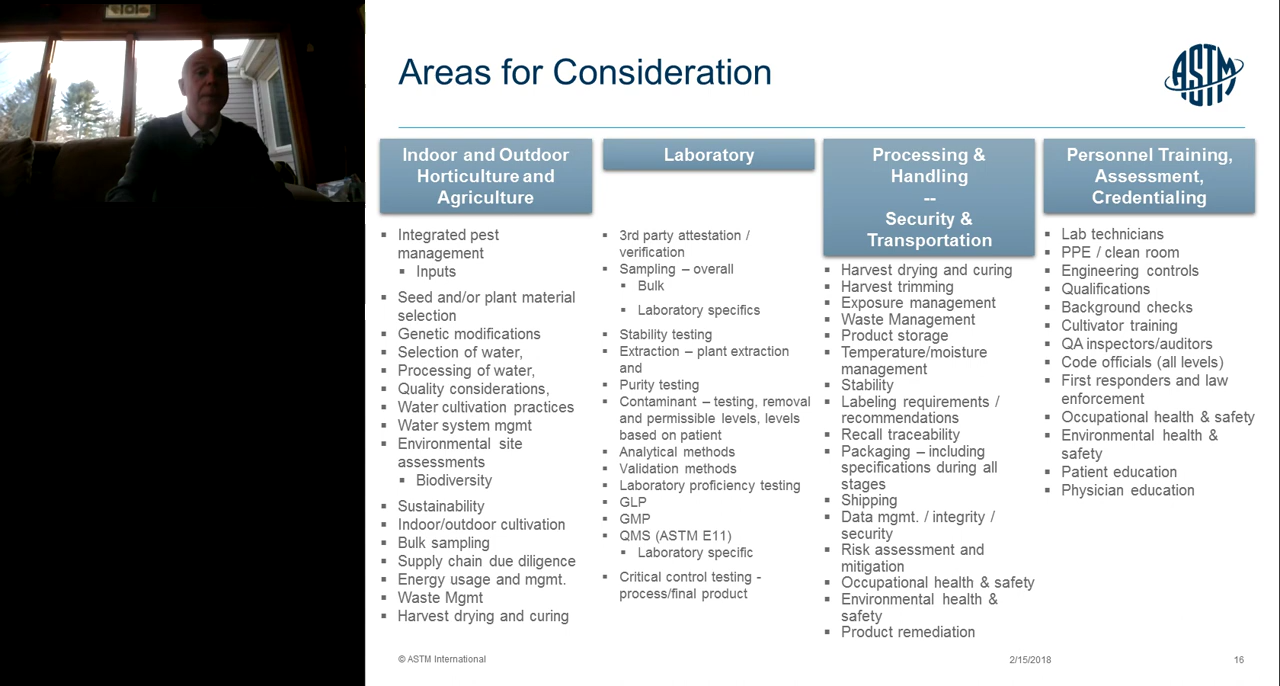 Areas for Consideration
ASTM
Indoor and Outdoor
Horticulture and
Agriculture
Integrated pest
management
Inputs
Seed and/or plant material
selection
Genetic modifications
Selection of water,
Processing of water,
Quality considerations,
Water cultivation practices
Water system mgmt
Environmental site
assessments
Biodiversity
Sustainability
Indoor/outdoor cultivation
Bulk sampling
Supply chain due diligence
Energy usage and mgmt.
Waste Mgmt
Harvest drying and curing
Laboratory
3rd party attestation /
verification
Sampling – overall
Bulk
Laboratory specifics
Stability testing
Extraction – plant extraction
and
Purity testing
Contaminant – testing, removal
and permissible levels, levels
based on patient
Analytical methods
Validation methods
Laboratory proficiency testing
GLP
GMP
QMS (ASTM E11)
Laboratory specific
Critical control testing -
process/final product
Processing &
Handling
--
Security &
Transportation
Harvest drying and curing
Harvest trimming
Exposure management
Waste Management
Product storage
Temperature/moisture
management
Stability
Labeling requirements /
recommendations
Recall traceability
Packaging – including
specifications during all
stages
Shipping
Data mgmt. / integrity /
security
Risk assessment and
mitigation
Occupational health & safety
Environmental health &
safety
Product remediation
Personnel Training,
Assessment,
Credentialing
Lab technicians
PPE / clean room
Engineering controls
Qualifications
Background checks
Cultivator training
QA inspectors/auditors
Code officials (all levels)
First responders and law
enforcement
Occupational health & safety
Environmental health &
safety
Patient education
Physician education
© ASTM International
2/15/2018
16